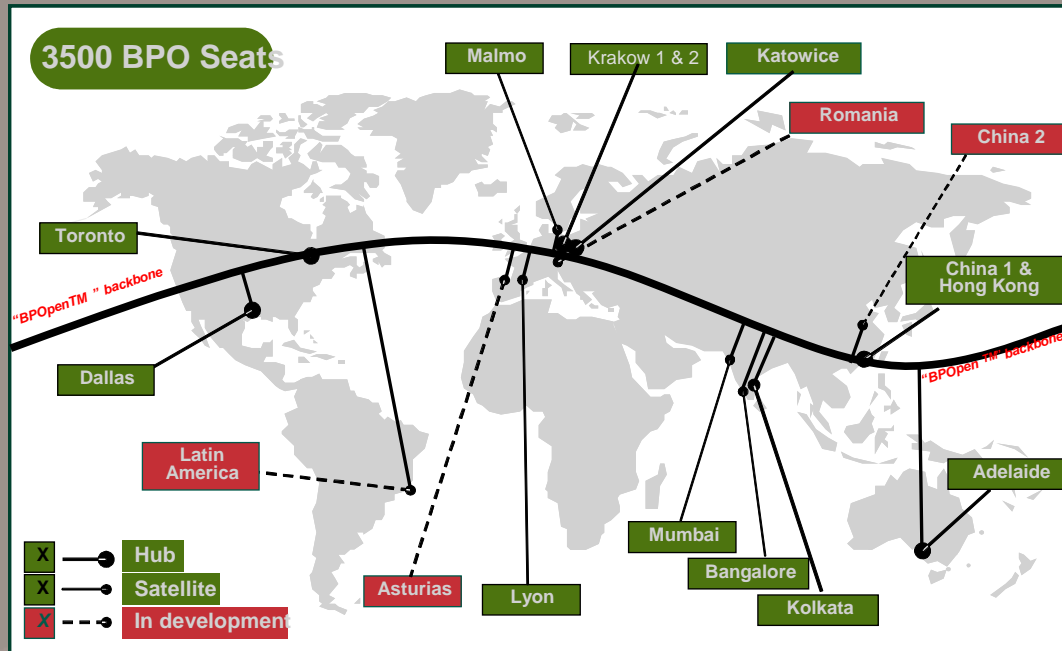 3500 BPO Seats
Malmo
Krakow 1 & 2
Katowice
Romania
China 2
Toronto
"BPOpenTM " backbone
China 1 &
Hong Kong
"BPOpen TM" backbone
Dallas
Latin
America
Adelaide
Mumbai
Bangalore
Kolkata
Asturias
Lyon
X Hub
X Satellite
X In development